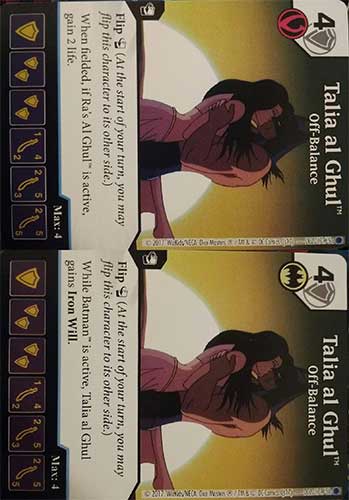 4
Talia al Ghul™
Off-Balance
Flip (At the start of your turn, you may
flip this character to its other side.)
When fielded, if Ra's Al Ghul™ is active,
gain 2 life.
Max: 4
4
Talia al Ghul™
Off-Balance
Flip (At the start of your turn, you may
flip this character to its other side.)
While Batman™ is active, Talia al Ghul
gains Iron Will.
Max: 4